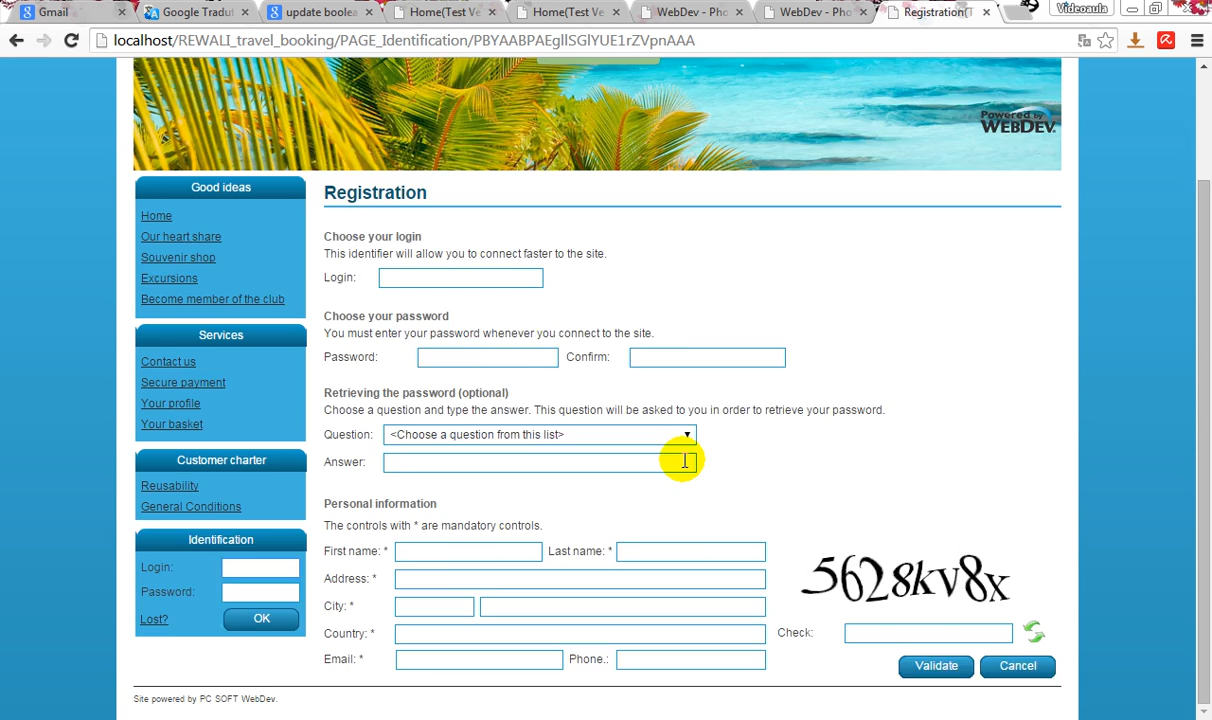 Gmail
Google Tradut
update boolea
Home(Test Ve
Home(Test Ve
WebDev - Pho
WebDev - Pho
Registration(T
Videoaula
localhost/REWALI_travel_booking/PAGE_Identification/PBYAABPAEgllSGlYUE1rZVpnAAA
Powered by
WEBDEV.
Good ideas
Home
Our heart share
Souvenir shop
Excursions
Become member of the club
Services
Contact us
Secure payment
Your profile
Your basket
Customer charter
Reusability
General Conditions
Identification
Login:
Password:
Lost?
OK
Registration
Choose your login
This identifier will allow you to connect faster to the site.
Login:
Choose your password
You must enter your password whenever you connect to the site.
Password:
Confirm:
Retrieving the password (optional)
Choose a question and type the answer. This question will be asked to you in order to retrieve your password.
Question:
<Choose a question from this list>
Answer:
Personal information
The controls with * are mandatory controls.
First name: *
Last name: *
Address: *
City: *
Country: *
Email: *
Phone.:
5628kv8x
Check:
Validate
Cancel
Site powered by PC SOFT WebDev.